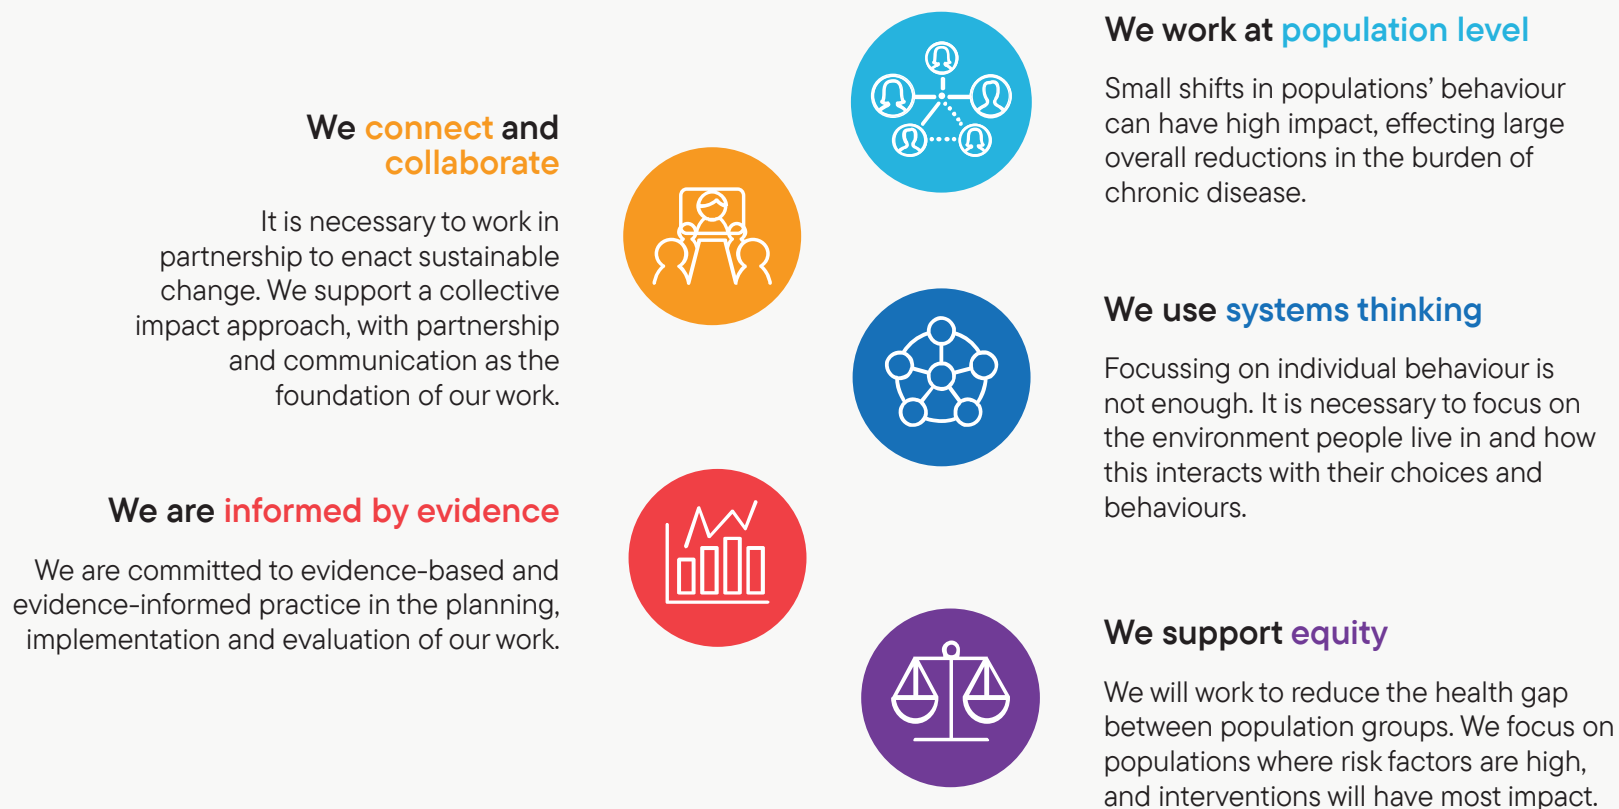 We connect and
collaborate
It is necessary to work in
partnership to enact sustainable
change. We support a collective
impact approach, with partnership
and communication as the
foundation of our work.
We are informed by evidence
We are committed to evidence-based and
evidence-informed practice in the planning,
implementation and evaluation of our work.
We work at population level
Small shifts in populations’ behaviour
can have high impact, effecting large
overall reductions in the burden of
chronic disease.
We use systems thinking
Focussing on individual behaviour is
not enough. It is necessary to focus on
the environment people live in and how
this interacts with their choices and
behaviours.
We support equity
We will work to reduce the health gap
between population groups. We focus on
populations where risk factors are high,
and interventions will have most impact.